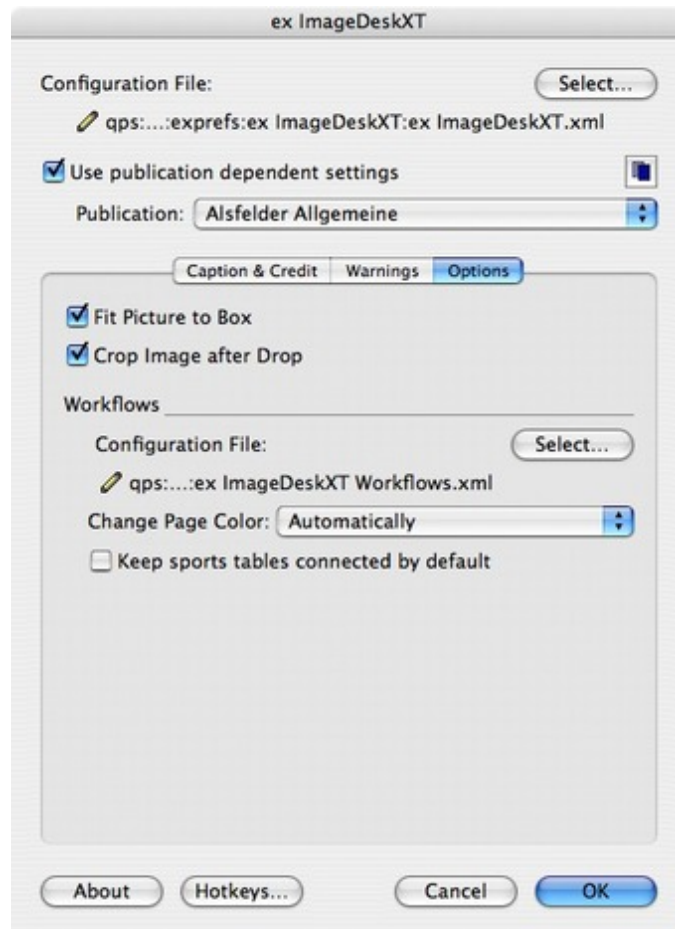 ex ImageDeskXT
Configuration File:
Select...
qps:...:exprefs:ex ImageDeskXT:ex ImageDeskXT.xml
Use publication dependent settings
Publication: Alsfelder Allgemeine
Caption & Credit Warnings Options
Fit Picture to Box
Crop Image after Drop
Workflows
Configuration File:
Select...
qps:...:ex ImageDeskXT Workflows.xml
Change Page Color: Automatically
Keep sports tables connected by default
About Hotkeys... Cancel OK